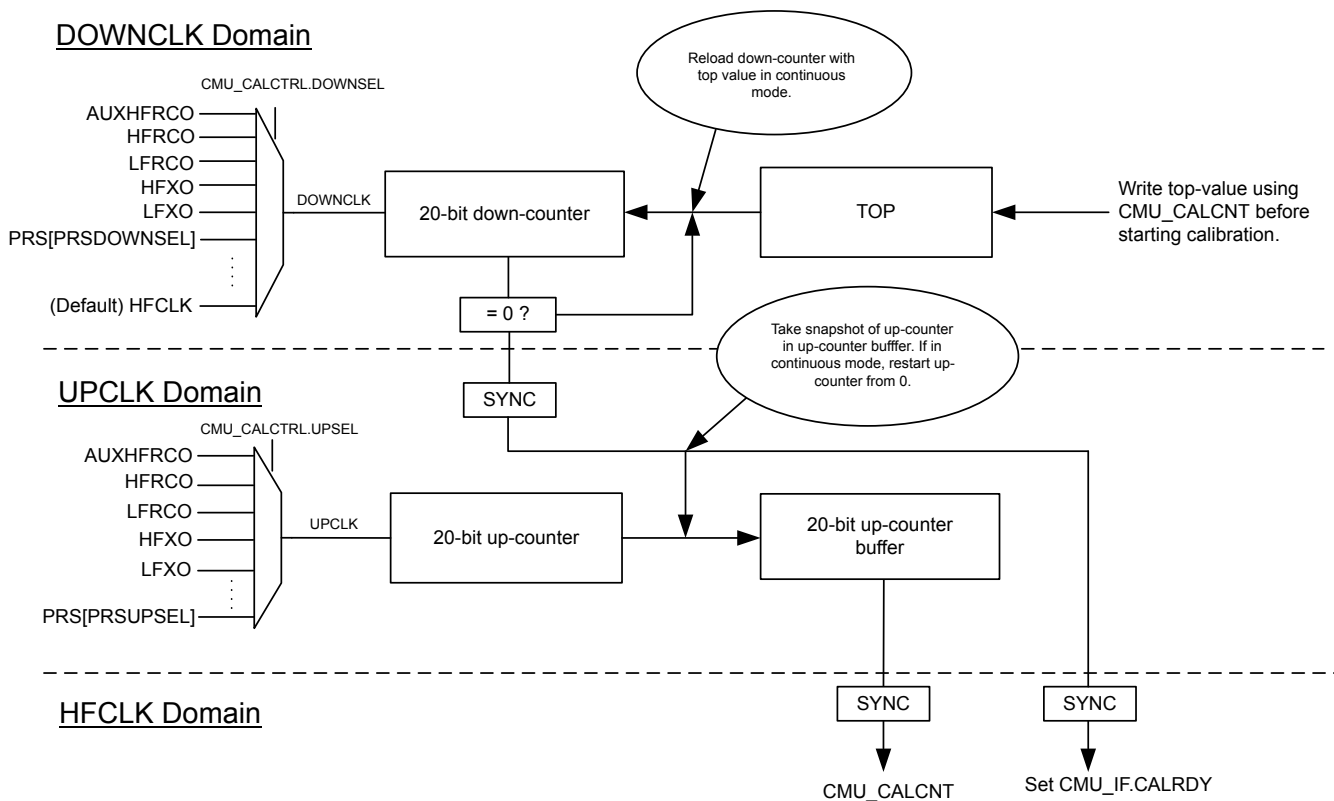 DOWNCLK Domain
Reload down-counter with
top value in continuous
mode.
CMU_CALCTRL.DOWNSEL
AUXHFRCO
HFRCO
LFRCO
HFXO
LFXO
PRS[PRSDOWNSEL]
(Default) HFCLK
DOWNCLK
20-bit down-counter
TOP
Write top-value using
CMU_CALCNT before
starting calibration.
= 0 ?
Take snapshot of up-counter
in up-counter bufffer. If in
continuous mode, restart up-
counter from 0.
UPCLK Domain
SYNC
CMU_CALCTRL.UPSEL
AUXHFRCO
HFRCO
LFRCO
HFXO
LFXO
PRS[PRSUPSEL]
UPCLK
20-bit up-counter
20-bit up-counter
buffer
HFCLK Domain
SYNC
SYNC
CMU_CALCNT
Set CMU_IF.CALRDY